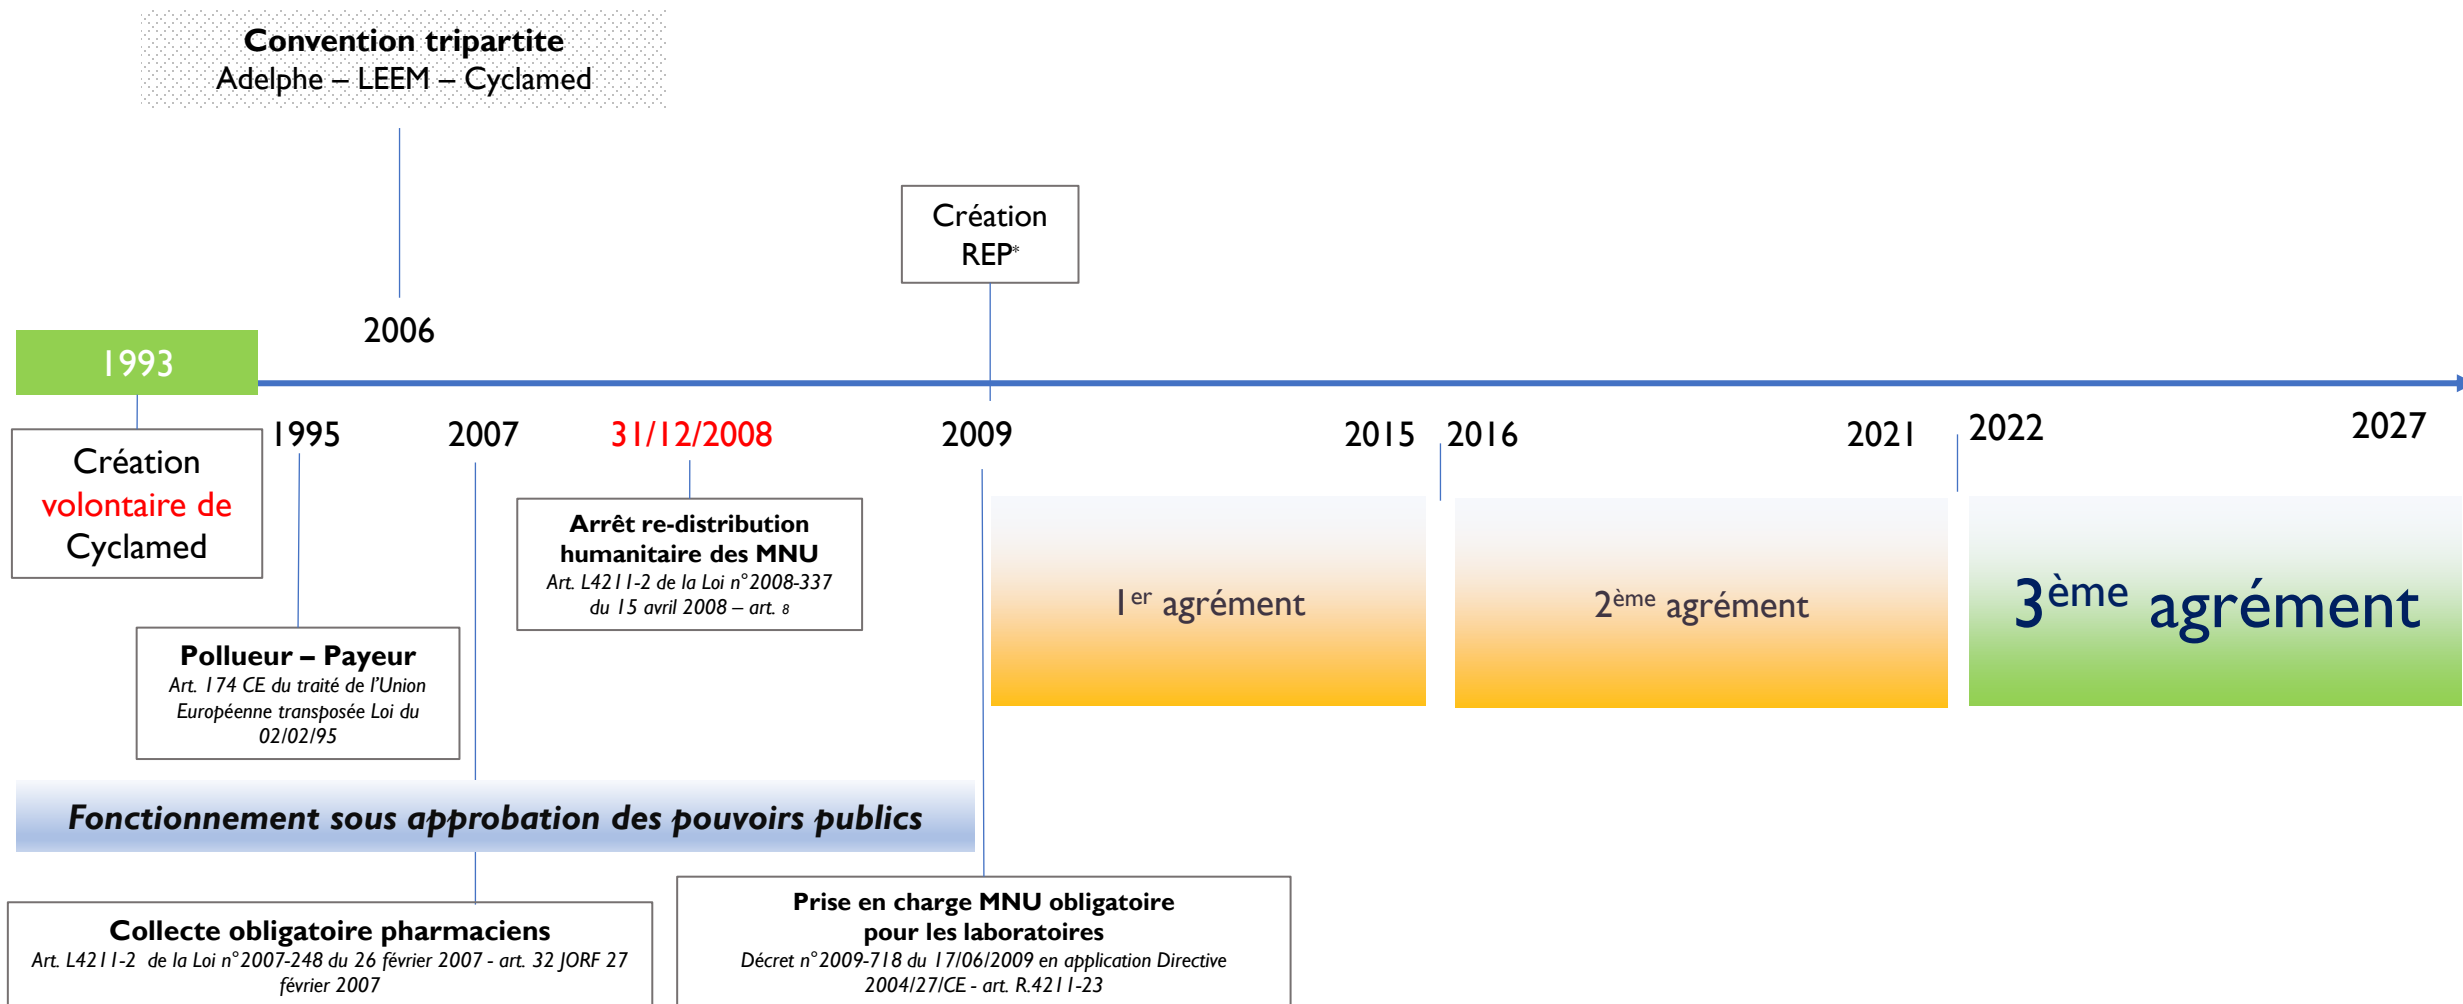 Convention tripartite
Adelphe – LEEM – Cyclamed
Création
REP*
2006
1993
1995
2007
31/12/2008
2009
2015
2016
2021
2022
2027
Création
volontaire de
Cyclamed
Arrêt re-distribution
humanitaire des MNU
Art. L4211-2 de la Loi n°2008-337
du 15 avril 2008 – art. 8
1er agrément
2ème agrément
3ème agrément
Pollueur – Payeur
Art. 174 CE du traité de l’Union
Européenne transposée Loi du
02/02/95
Fonctionnement sous approbation des pouvoirs publics
Collecte obligatoire pharmaciens
Art. L4211-2 de la Loi n°2007-248 du 26 février 2007 - art. 32 JORF 27
février 2007
Prise en charge MNU obligatoire
pour les laboratoires
Décret n°2009-718 du 17/06/2009 en application Directive
2004/27/CE - art. R.4211-23